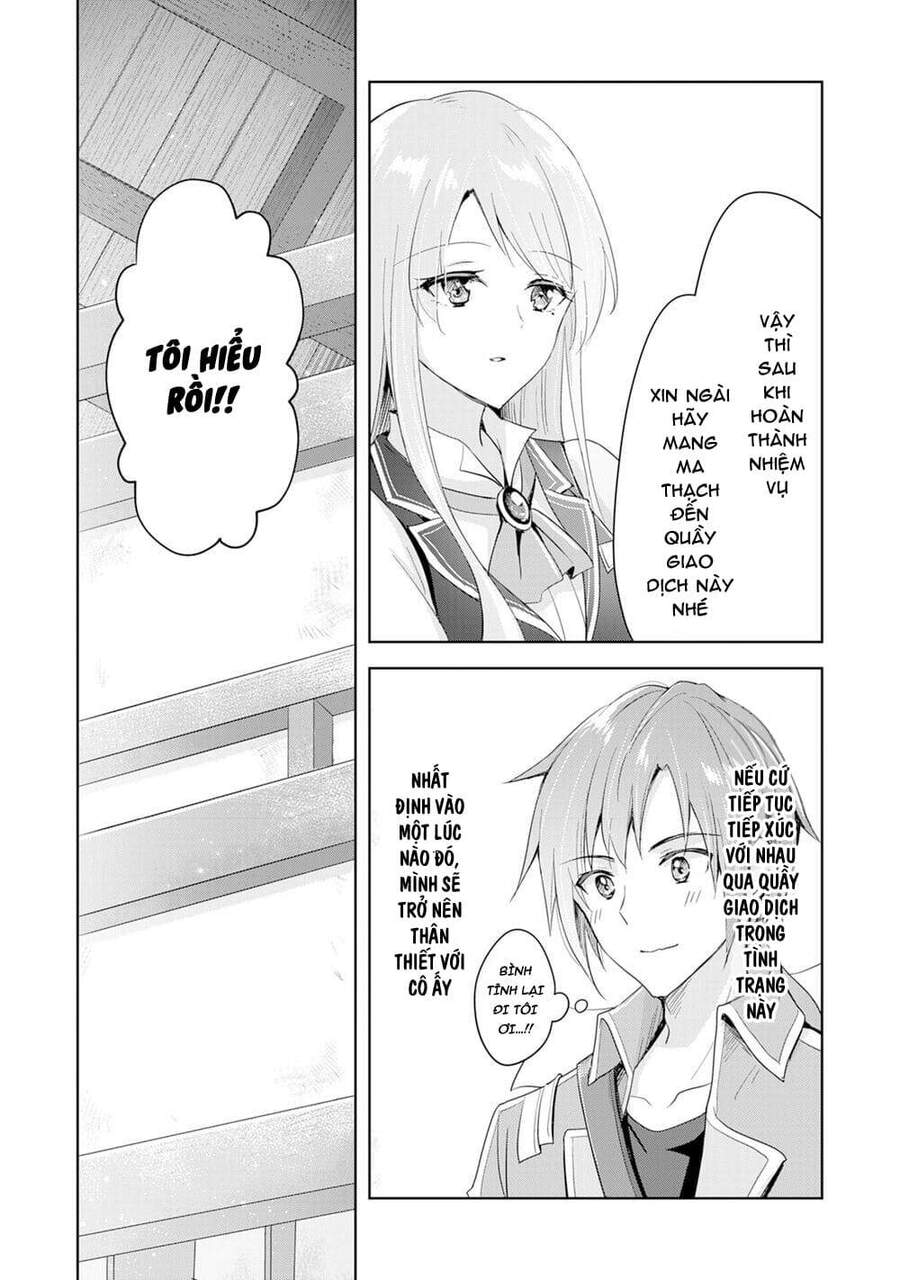 VẬY
THÌ
SAU
KHI
HOÀN
THÀNH
NHIỆM
VỤ
XIN NGÀI
HÃY
MANG
MA
THẠCH
ĐẾN
QUẦY
GIAO
DỊCH NÀY
NHÉ
NẾU CỨ
TIẾP TỤC
TIẾP XÚC
VỚI NHAU
QUA QUẦY
GIAO DỊCH
TRONG
TÌNH
TRẠNG
NÀY
NHẤT
ĐỊNH VÀO
MỘT LÚC
NÀO ĐÓ,
MÌNH SẼ
TRỞ NÊN
THÂN
THIẾT VỚI
CÔ ẤY
BÌNH
TĨNH LẠI
ĐI TÔI
ƠI...!!
TÔI HIỂU
RỒI!!